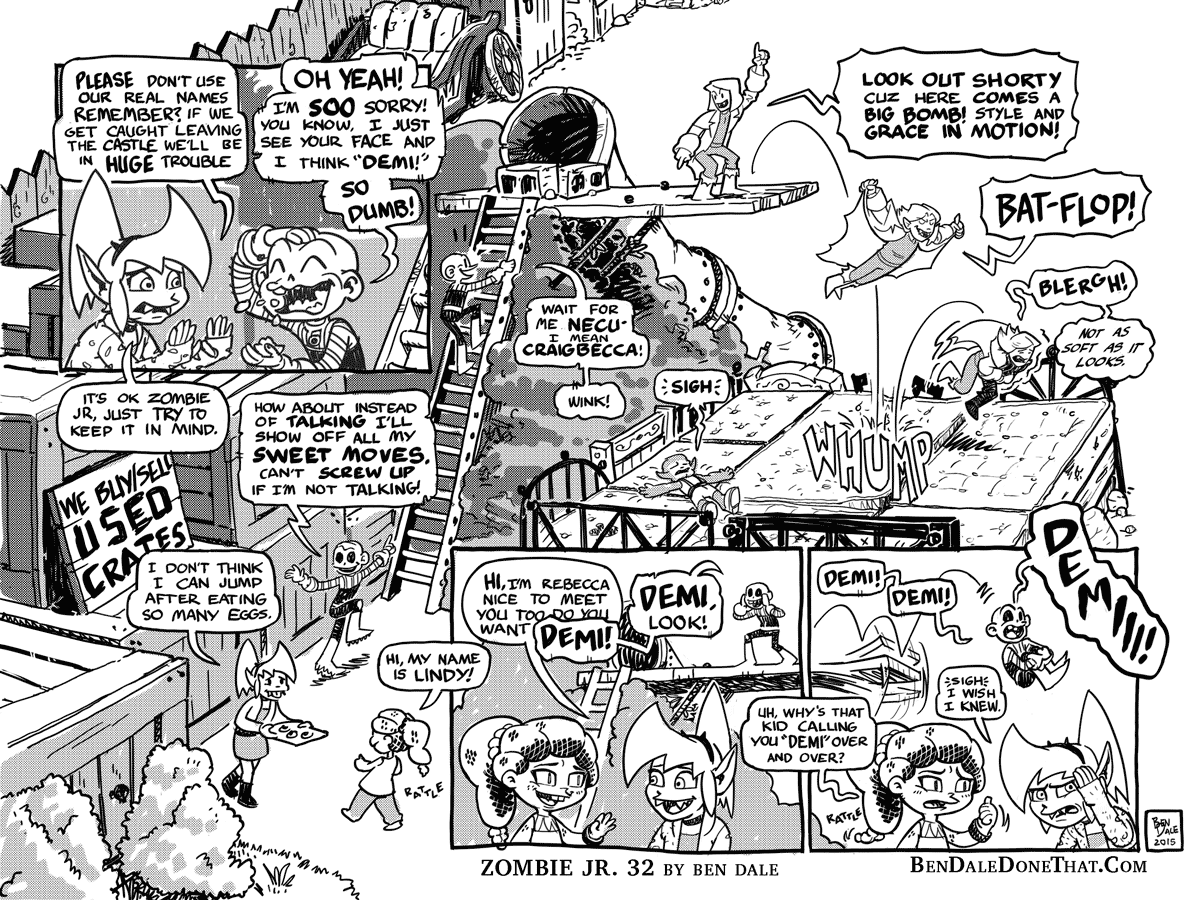 PLEASE DON'T USE
OUR REAL NAMES
REMEMBER? IF WE
GET CAUGHT LEAVING
THE CASTLE WE'LL BE
IN HUGE TROUBLE
OH YEAH!
I'M SOO SORRY!
YOU KNOW, I JUST
SEE YOUR FACE AND
I THINK "DEMI!"
SO
DUMB!
IT'S OK ZOMBIE
JR, JUST TRY TO
KEEP IT IN MIND.
HOW ABOUT INSTEAD
OF TALKING I'LL
SHOW OFF ALL MY
SWEET MOVES.
CAN'T SCREW UP
IF I'M NOT TALKING!
WE BUY/SELL
USED
CRATES
I DON'T THINK
I CAN JUMP
AFTER EATING
SO MANY EGGS.
LOOK OUT SHORTY
CUZ HERE COMES A
BIG BOMB! STYLE AND
GRACE IN MOTION!
BAT-FLOP!
BLERGH!
NOT AS
SOFT AS IT
LOOKS.
WAIT FOR
ME NECU-
I MEAN
CRAIGBECCA!
WINK!
SIGH
WHUMP
HI, MY NAME
IS LINDY!
RATTLE
HI, I'M REBECCA
NICE TO MEET
YOU TOO. DO YOU
WANT
DEMI!
DEMI,
LOOK!
DEMI!
DEMI!
DEMIIII!
UH, WHY'S THAT
KID CALLING
YOU "DEMI" OVER
AND OVER?
SIGH
I WISH
I KNEW.
RATTLE
BEN
DALE
2015
ZOMBIE JR. 32 BY BEN DALE
BENDALEDONETHAT.COM